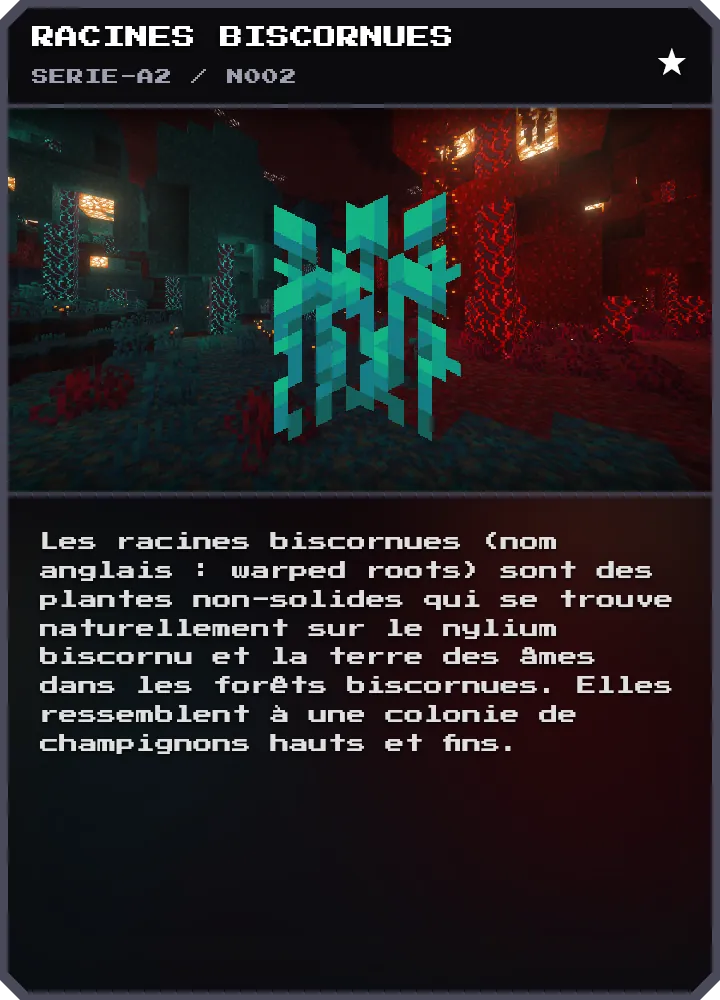 RACINES BISCORNUES
SERIE-A2 / N002
Les racines biscornues (nom
anglais : warped roots) sont des
plantes non-solides qui se trouve
naturellement sur le nylium
biscornu et la terre des âmes
dans les forêts biscornues. Elles
ressemblent à une colonie de
champignons hauts et fins.